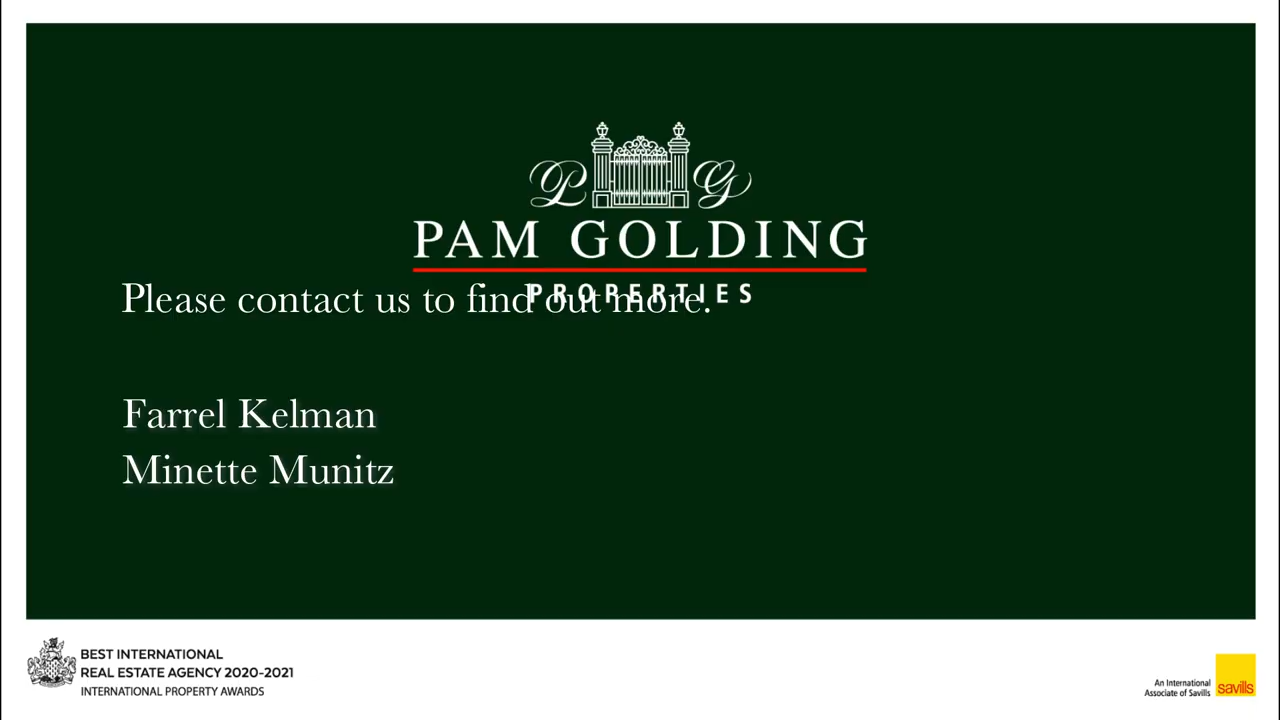 P G
PAM GOLDING
PROPERTIES
Please contact us to find out more.
Farrel Kelman
Minette Munitz
BEST INTERNATIONAL
REAL ESTATE AGENCY 2020-2021
INTERNATIONAL PROPERTY AWARDS
An International
Associate of Savills
savills